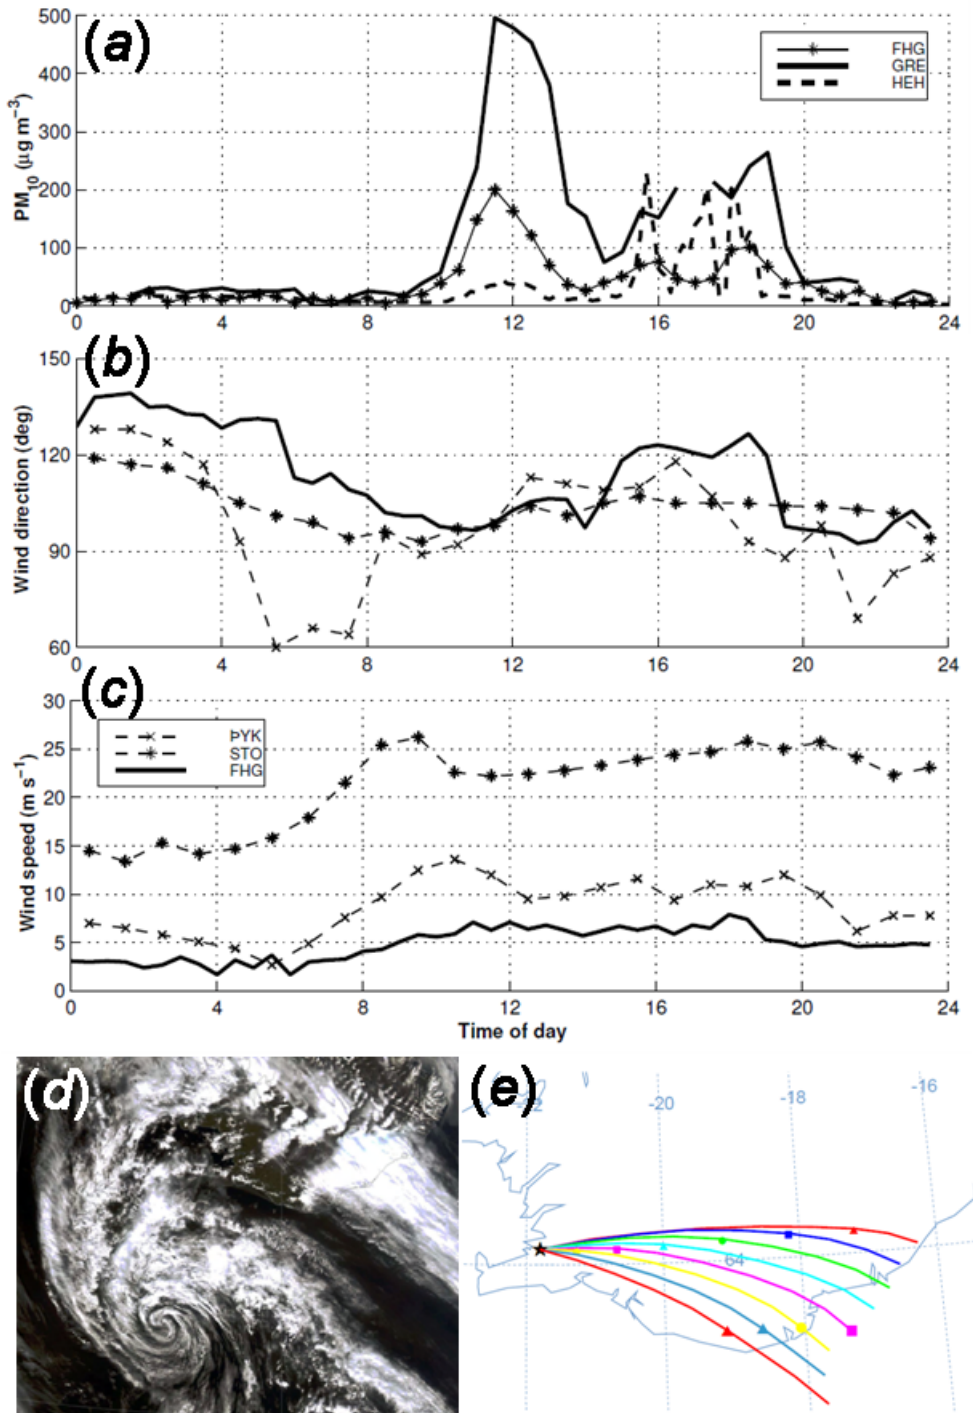 (a)
PM10 (μg m−3)
500
400
300
200
100
0
FHG
GRE
HEH
0 4 8 12 16 20 24
(b)
Wind direction (deg)
150
120
90
60
0 4 8 12 16 20 24
(c)
Wind speed (m s−1)
30
25
20
15
10
5
0
ÞYK
STO
FHG
0 4 8 12 16 20 24
Time of day
(d)
(e)
-20
-18
-16
64